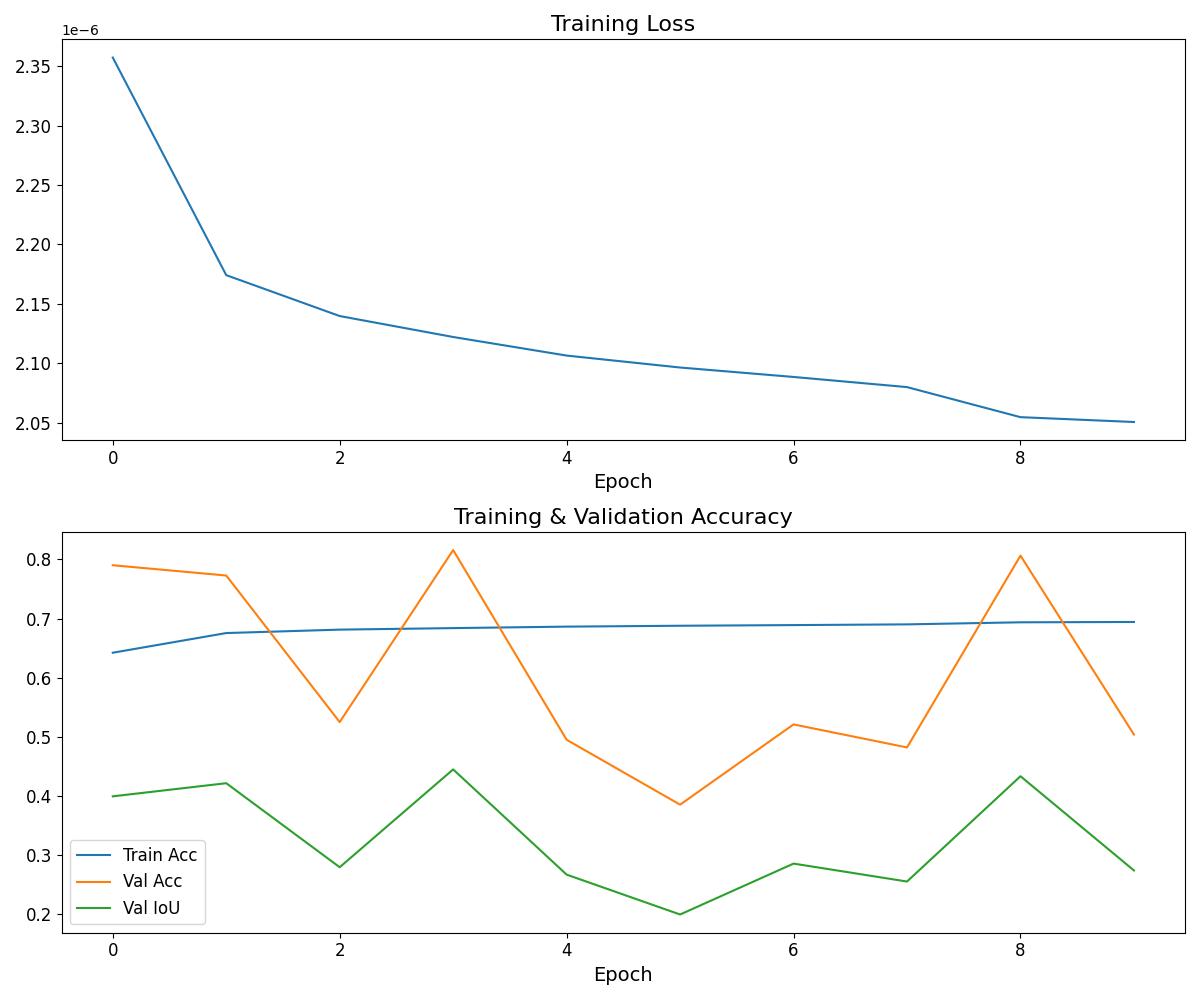 Training Loss
1e−6
2.35
2.30
2.25
2.20
2.15
2.10
2.05
0 2 4 6 8
Epoch
Training & Validation Accuracy
0.8
0.7
0.6
0.5
0.4
0.3
0.2
Train Acc
Val Acc
Val IoU
0 2 4 6 8
Epoch